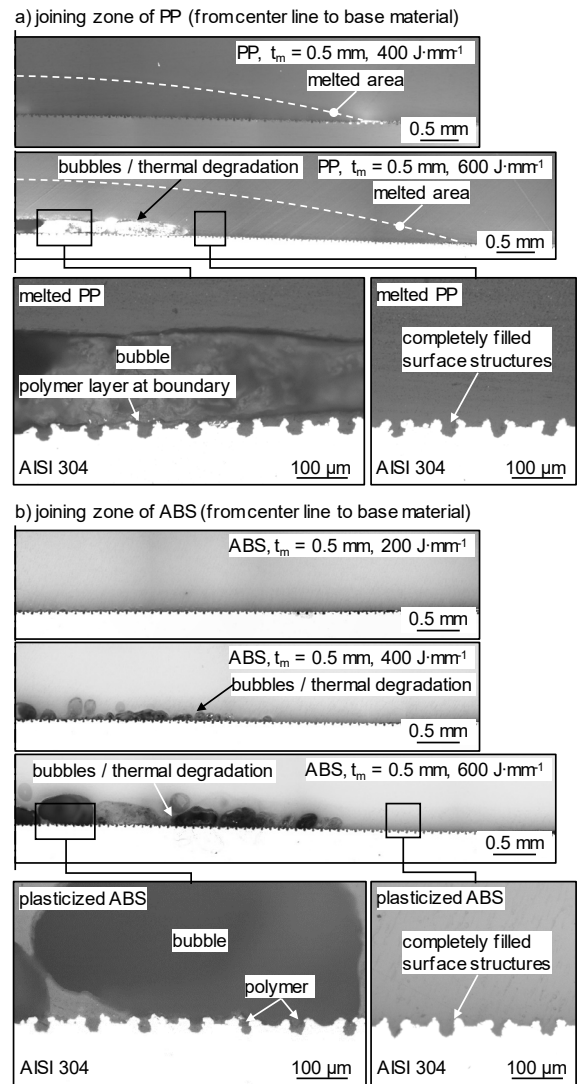 a) joining zone of PP (from center line to base material)
PP, tm = 0.5 mm, 400 J·mm-1
melted area
0.5 mm
bubbles / thermal degradation
PP, tm = 0.5 mm, 600 J·mm-1
melted area
0.5 mm
melted PP
bubble
polymer layer at boundary
AISI 304
100 µm
melted PP
completely filled
surface structures
AISI 304
100 µm
b) joining zone of ABS (from center line to base material)
ABS, tm = 0.5 mm, 200 J·mm-1
0.5 mm
ABS, tm = 0.5 mm, 400 J·mm-1
bubbles / thermal degradation
0.5 mm
bubbles / thermal degradation
ABS, tm = 0.5 mm, 600 J·mm-1
0.5 mm
plasticized ABS
bubble
polymer
AISI 304
100 µm
plasticized ABS
completely filled
surface structures
AISI 304
100 µm